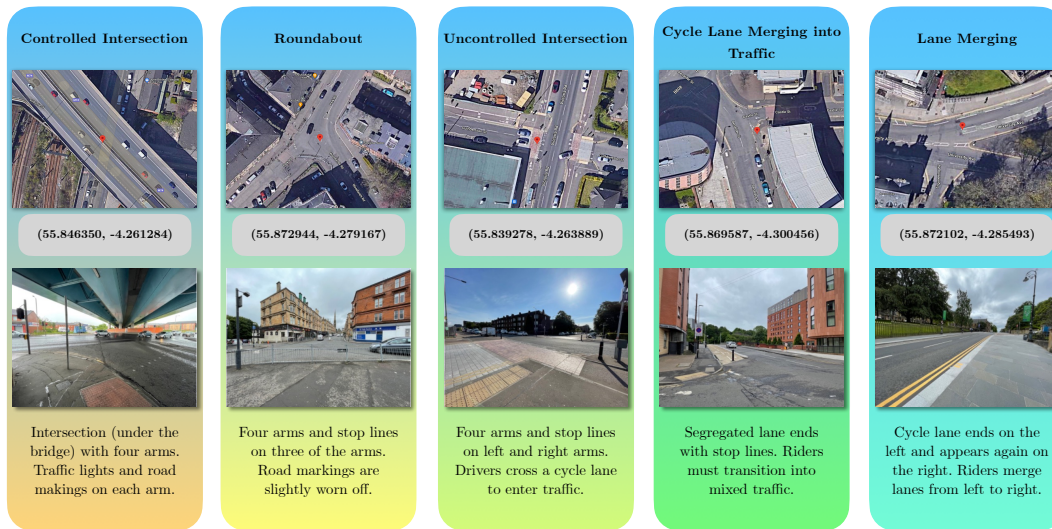 Controlled Intersection
(55.846350, -4.261284)
Intersection (under the
bridge) with four arms.
Traffic lights and road
makings on each arm.
Roundabout
(55.872944, -4.279167)
Four arms and stop lines
on three of the arms.
Road markings are
slightly worn off.
Uncontrolled Intersection
(55.839278, -4.263889)
Four arms and stop lines
on left and right arms.
Drivers cross a cycle lane
to enter traffic.
Cycle Lane Merging into
Traffic
(55.869587, -4.300456)
Segregated lane ends
with stop lines. Riders
must transition into
mixed traffic.
Lane Merging
(55.872102, -4.285493)
Cycle lane ends on the
left and appears again on
the right. Riders merge
lanes from left to right.